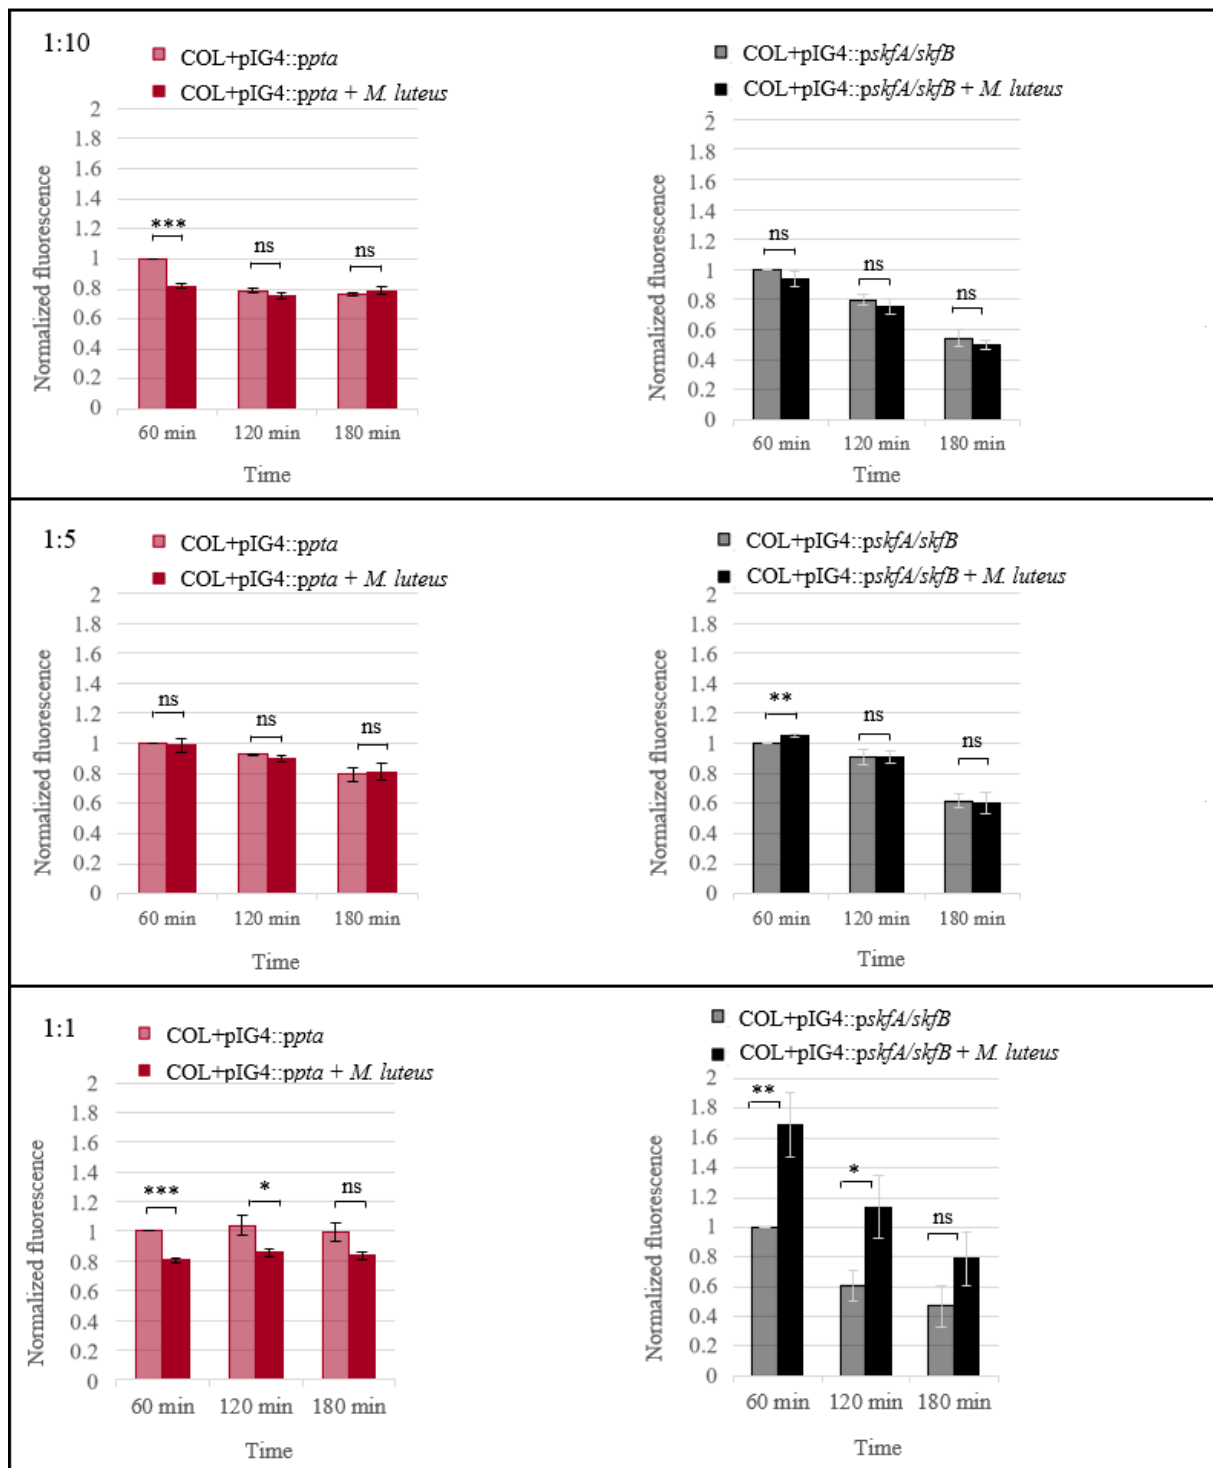 1:10
COL+pIG4::ppta
COL+pIG4::ppta + M. luteus
Normalized fluorescence
2
1.8
1.6
1.4
1.2
1
0.8
0.6
0.4
0.2
0
***
ns
ns
60 min 120 min 180 min
Time
COL+pIG4::pskfA/skfB
COL+pIG4::pskfA/skfB + M. luteus
Normalized fluorescence
2
1.8
1.6
1.4
1.2
1
0.8
0.6
0.4
0.2
0
ns
ns
ns
60 min 120 min 180 min
Time
1:5
COL+pIG4::ppta
COL+pIG4::ppta + M. luteus
Normalized fluorescence
2
1.8
1.6
1.4
1.2
1
0.8
0.6
0.4
0.2
0
ns
ns
ns
60 min 120 min 180 min
Time
COL+pIG4::pskfA/skfB
COL+pIG4::pskfA/skfB + M. luteus
Normalized fluorescence
2
1.8
1.6
1.4
1.2
1
0.8
0.6
0.4
0.2
0
**
ns
ns
60 min 120 min 180 min
Time
1:1
COL+pIG4::ppta
COL+pIG4::ppta + M. luteus
Normalized fluorescence
2
1.8
1.6
1.4
1.2
1
0.8
0.6
0.4
0.2
0
***
*
ns
60 min 120 min 180 min
Time
COL+pIG4::pskfA/skfB
COL+pIG4::pskfA/skfB + M. luteus
Normalized fluorescence
2
1.8
1.6
1.4
1.2
1
0.8
0.6
0.4
0.2
0
**
*
ns
60 min 120 min 180 min
Time